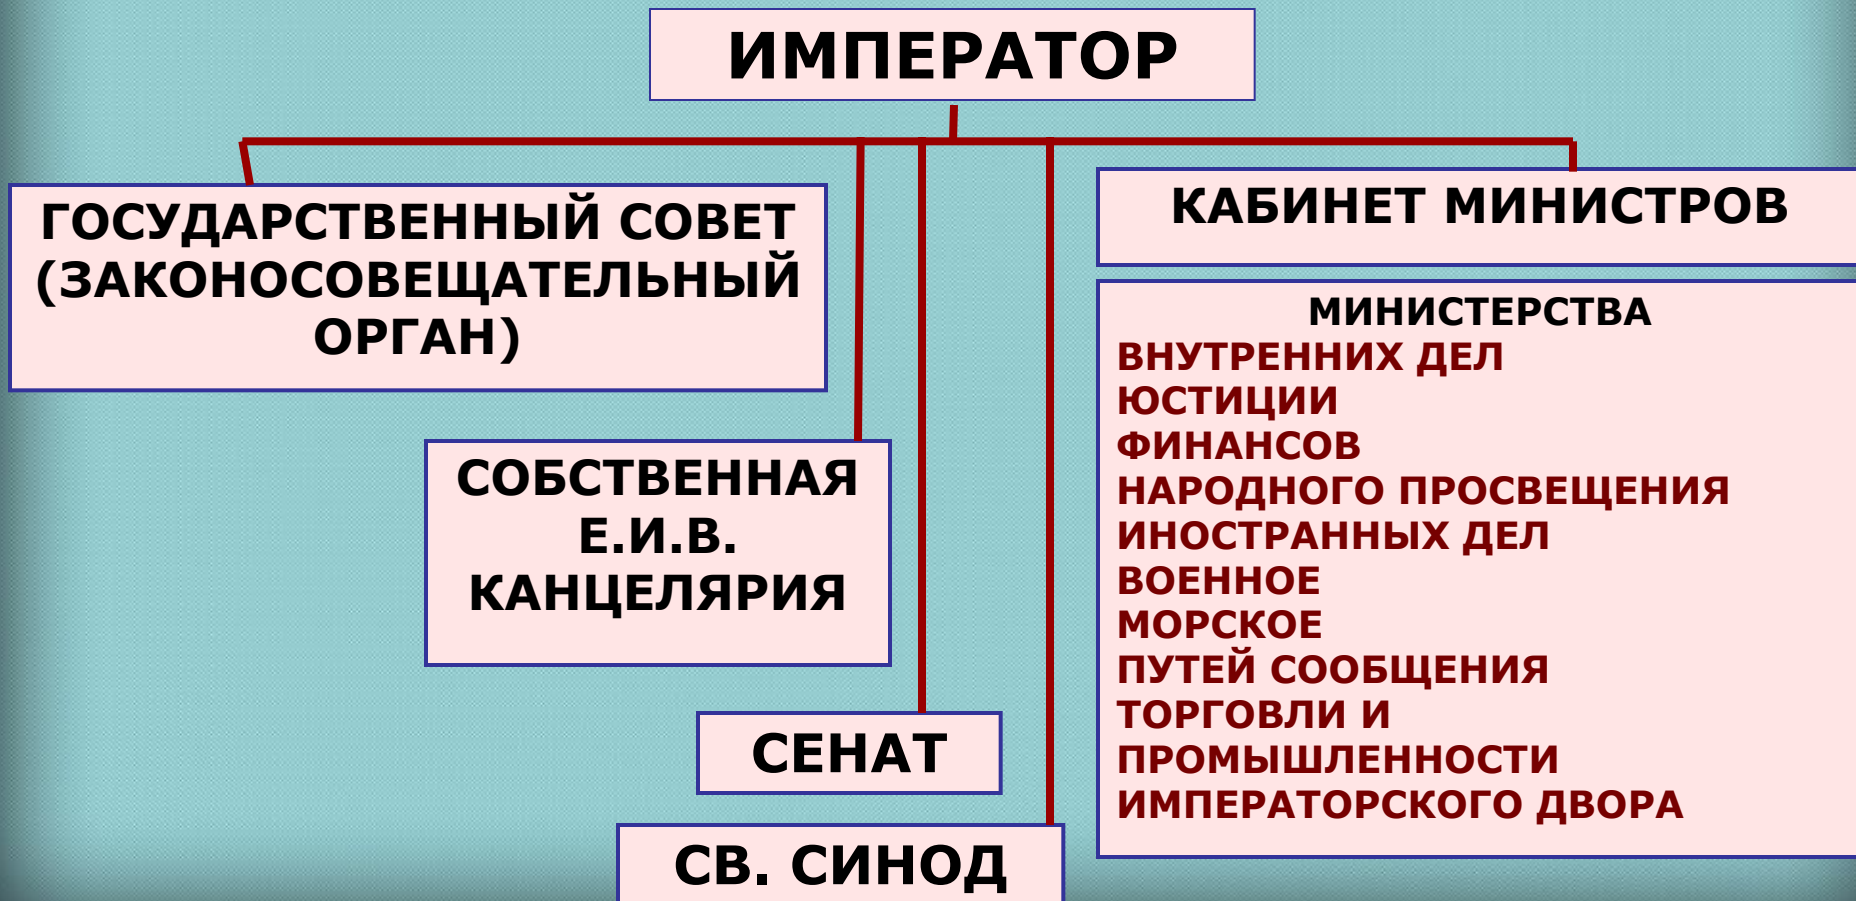 ИМПЕРАТОР
ГОСУДАРСТВЕННЫЙ СОВЕТ
(ЗАКОНОСОВЕЩАТЕЛЬНЫЙ
ОРГАН)
КАБИНЕТ МИНИСТРОВ
МИНИСТЕРСТВА
ВНУТРЕННИХ ДЕЛ
ЮСТИЦИИ
ФИНАНСОВ
НАРОДНОГО ПРОСВЕЩЕНИЯ
ИНОСТРАННЫХ ДЕЛ
ВОЕННОЕ
МОРСКОЕ
ПУТЕЙ СООБЩЕНИЯ
ТОРГОВЛИ И
ПРОМЫШЛЕННОСТИ
ИМПЕРАТОРСКОГО ДВОРА
СОБСТВЕННАЯ
Е.И.В.
КАНЦЕЛЯРИЯ
СЕНАТ
СВ. СИНОД